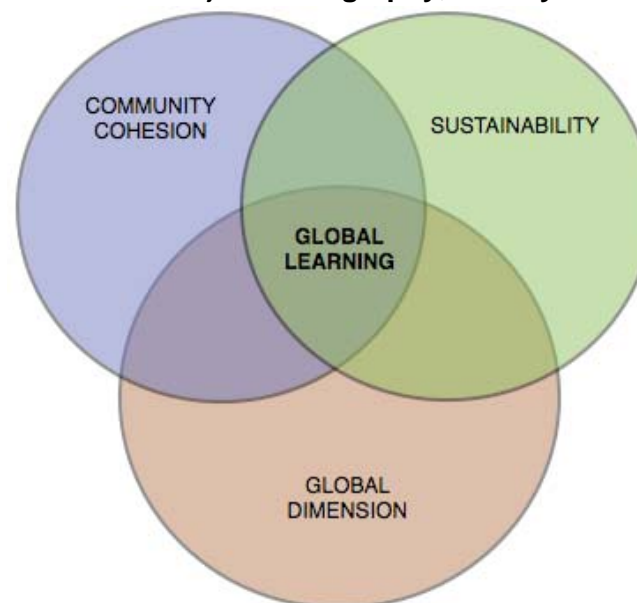 COMMUNITY
COHESION
SUSTAINABILITY
GLOBAL
LEARNING
GLOBAL
DIMENSION